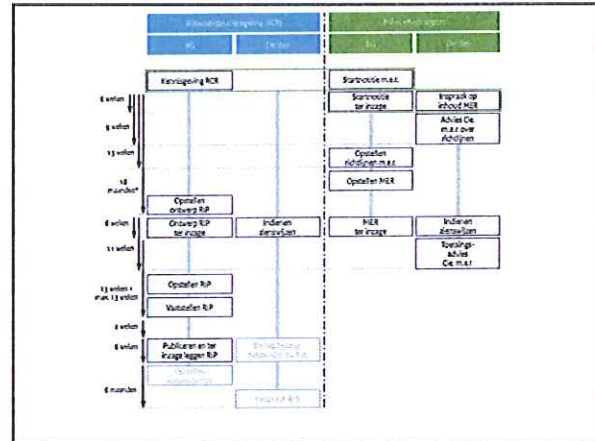 BG
Derden
BG
Derden
Kennisgeving RCR
Startnotitie m.e.r.
6 weken
Startnotitie
ter inzage
Inspraak op
inhoud MER
9 weken
Advies Cie.
m.e.r. over
richtlijnen
13 weken
Opstellen
richtlijnen m.e.r.
18
maanden*
Opstellen MER
Opstellen
ontwerp RIP
6 weken
Ontwerp RIP
ter inzage
Indienen
zienswijzen
MER
ter inzage
Indienen
zienswijzen
11 weken
Toetsings-
advies
Cie. m.e.r.
13 weken +
max. 13 weken
Opstellen RIP
Vaststellen RIP
2 weken
6 weken
Publiceren en ter
inzage leggen RIP
6 maanden